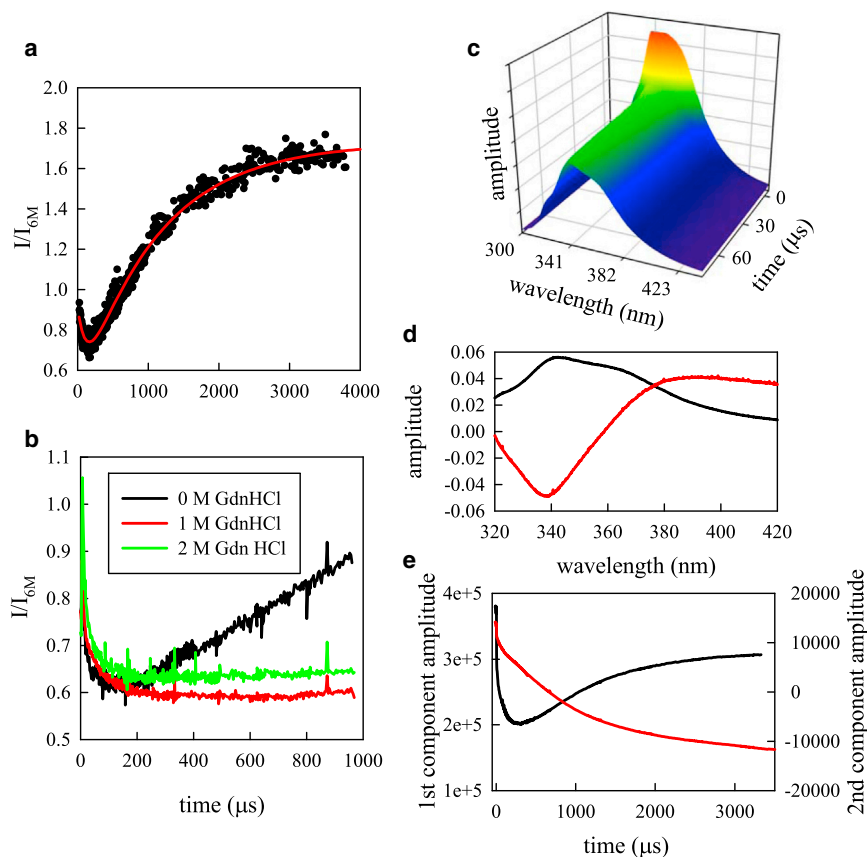 a
2.0
1.8
1.6
1.4
1.2
1.0
0.8
0.6
I/I6M
0 1000 2000 3000 4000
b
1.1
1.0
0.9
0.8
0.7
0.6
0.5
I/I6M
0 M GdnHCl
1 M GdnHCl
2 M Gdn HCl
0 200 400 600 800 1000
time (μs)
c
amplitude
300 341 382 423
wavelength (nm)
0
30
60
time (μs)
d
0.06
0.04
0.02
0.00
-0.02
-0.04
-0.06
amplitude
320 340 360 380 400 420
wavelength (nm)
e
1st component amplitude
4e+5
3e+5
2e+5
1e+5
20000
10000
0
-10000
-20000
2nd component amplitude
0 1000 2000 3000
time (μs)